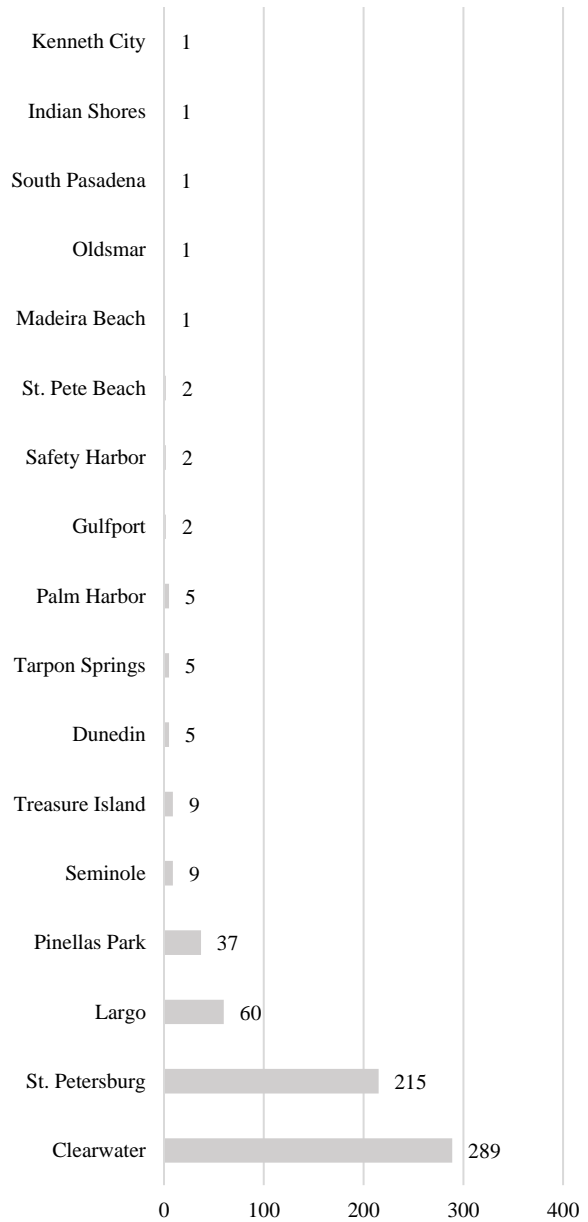 Kenneth City 1
Indian Shores 1
South Pasadena 1
Oldsmar 1
Madeira Beach 1
St. Pete Beach 2
Safety Harbor 2
Gulfport 2
Palm Harbor 5
Tarpon Springs 5
Dunedin 5
Treasure Island 9
Seminole 9
Pinellas Park 37
Largo 60
St. Petersburg 215
Clearwater 289
0 100 200 300 400